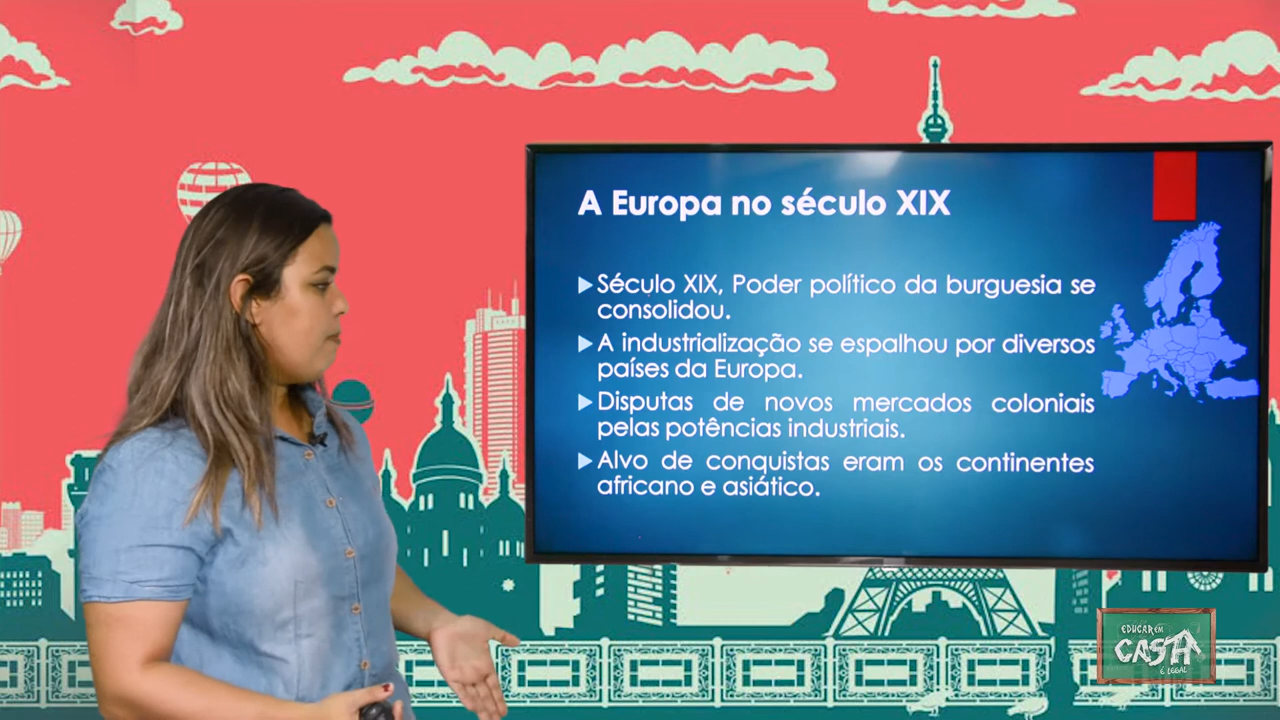 A Europa no século XIX
Século XIX, Poder político da burguesia se
consolidou.
A industrialização se espalhou por diversos
países da Europa.
Disputas de novos mercados coloniais
pelas potências industriais.
Alvo de conquistas eram os continentes
africano e asiático.
EDUCAR EM
CASA
É LEGAL